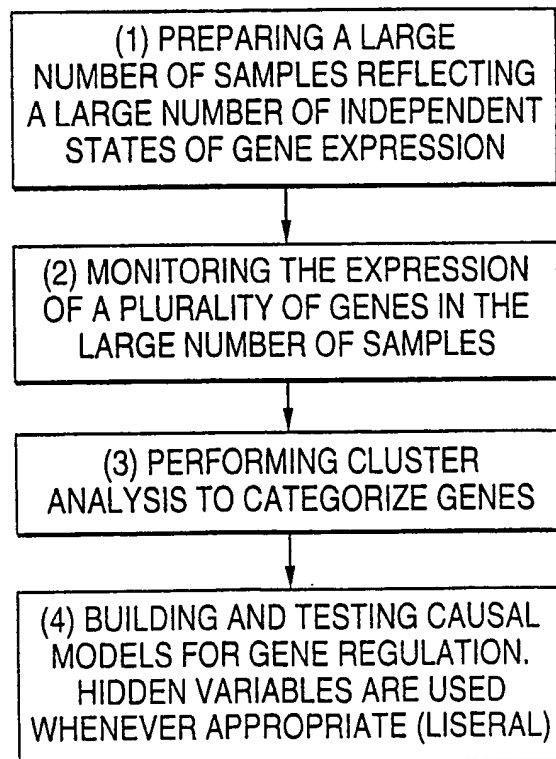 (1) PREPARING A LARGE
NUMBER OF SAMPLES REFLECTING
A LARGE NUMBER OF INDEPENDENT
STATES OF GENE EXPRESSION
(2) MONITORING THE EXPRESSION
OF A PLURALITY OF GENES IN THE
LARGE NUMBER OF SAMPLES
(3) PERFORMING CLUSTER
ANALYSIS TO CATEGORIZE GENES
(4) BUILDING AND TESTING CAUSAL
MODELS FOR GENE REGULATION.
HIDDEN VARIABLES ARE USED
WHENEVER APPROPRIATE (LISERAL)